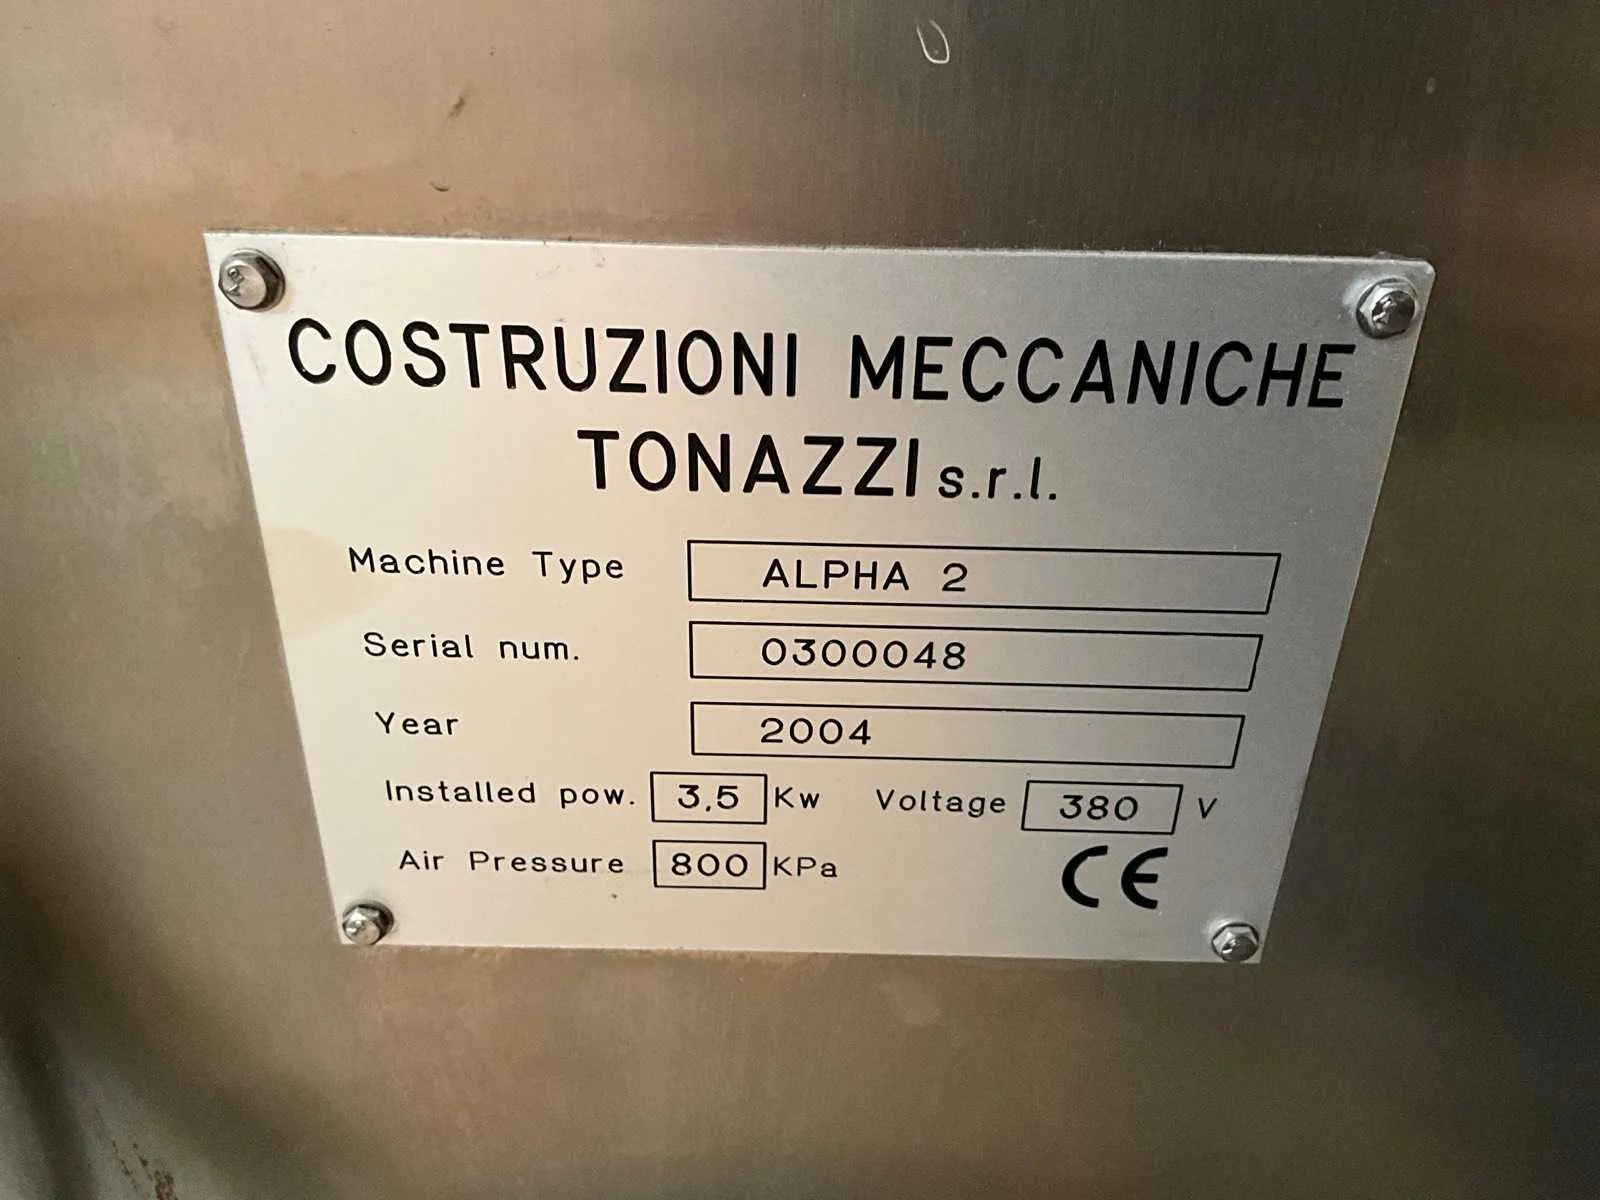 COSTRUZIONI MECCANICHE
TONAZZI s.r.l.
Machine Type ALPHA 2
Serial num. 0300048
Year 2004
Installed pow. 3,5 Kw Voltage 380 V
Air Pressure 800 KPa
CE